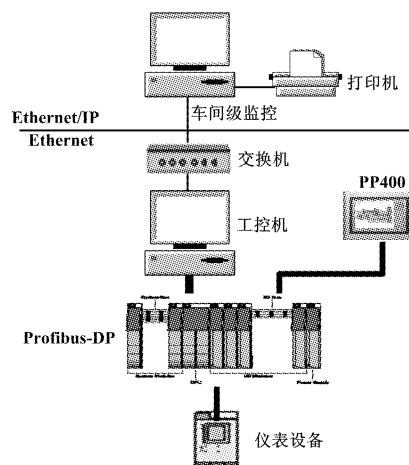 打印机
车间级监控
Ethernet/IP
Ethernet
交换机
PP400
工控机
Profibus-DP
仪表设备